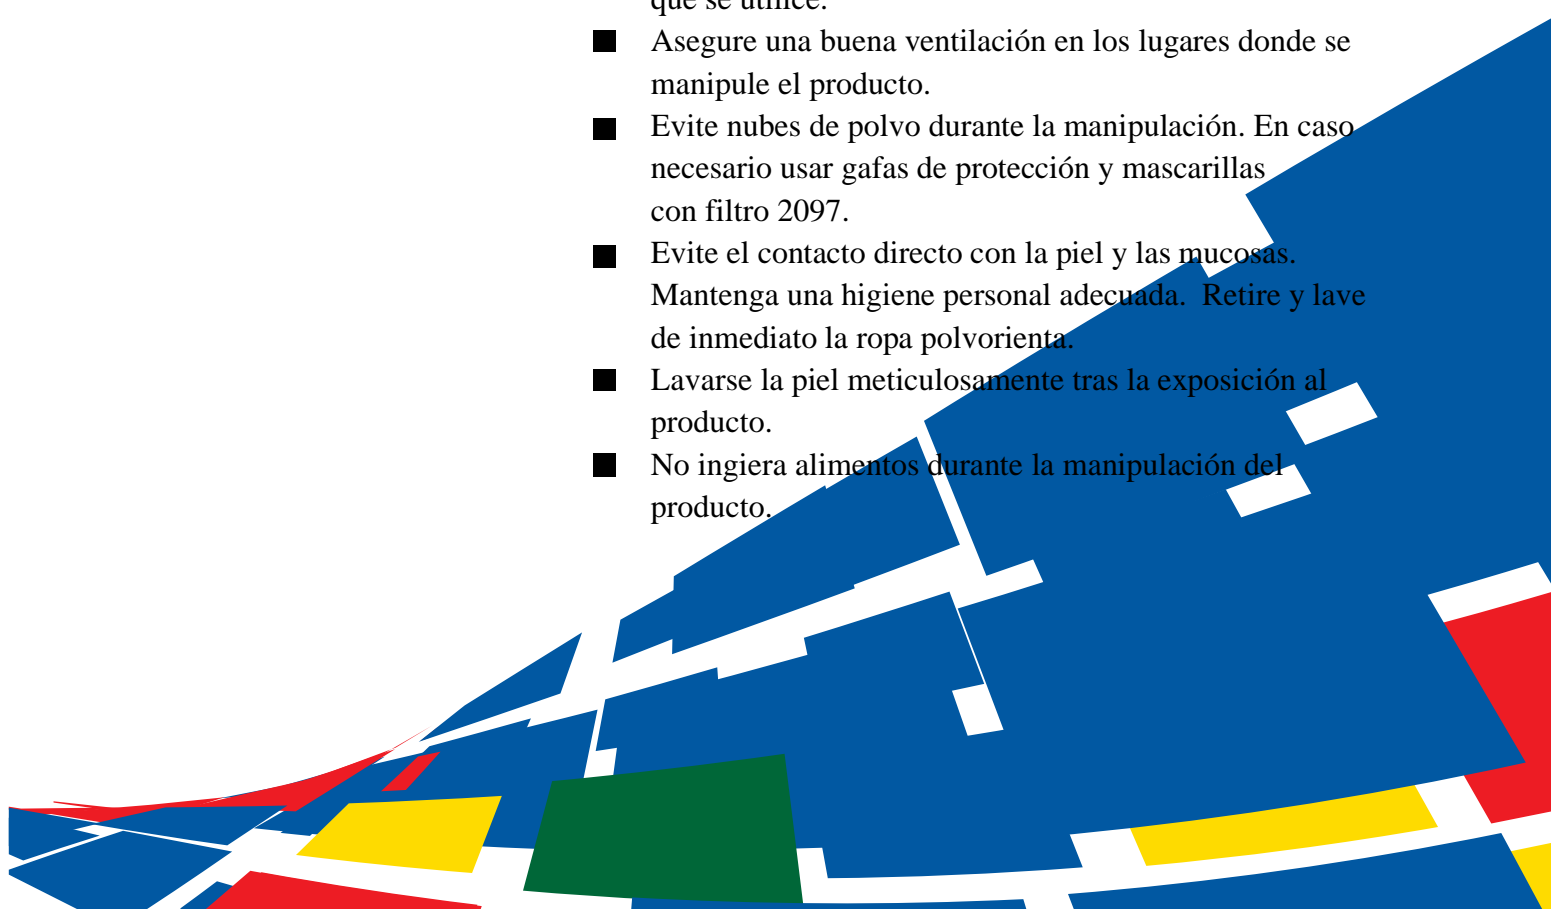 que se utilice.
■ Asegure una buena ventilación en los lugares donde se
manipule el producto.
■ Evite nubes de polvo durante la manipulación. En caso
necesario usar gafas de protección y mascarillas
con filtro 2097.
■ Evite el contacto directo con la piel y las mucosas.
Mantenga una higiene personal adecuada.  Retire y lave
de inmediato la ropa polvorienta.
■ Lavarse la piel meticulosamente tras la exposición al
producto.
■ No ingiera alimentos durante la manipulación del
producto.